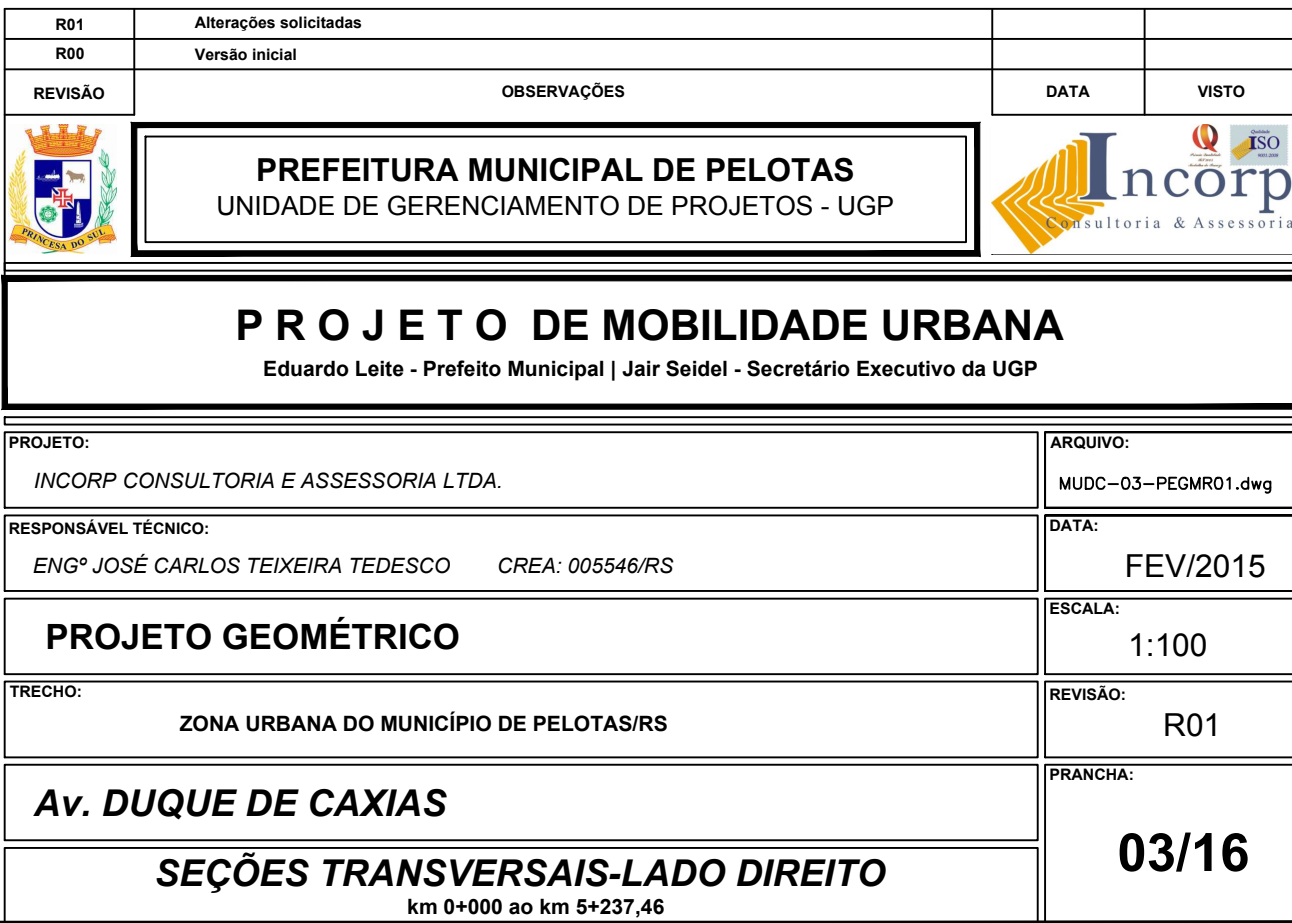 R01 Alterações solicitadas
R00 Versão inicial
REVISÃO OBSERVAÇÕES DATA VISTO
PRINCESA DO SUL
PREFEITURA MUNICIPAL DE PELOTAS
UNIDADE DE GERENCIAMENTO DE PROJETOS - UGP
Incorp
Consultoria & Assessoria
Qualidade
ISO
P R O J E T O DE MOBILIDADE URBANA
Eduardo Leite - Prefeito Municipal | Jair Seidel - Secretário Executivo da UGP
PROJETO:
INCORP CONSULTORIA E ASSESSORIA LTDA.
ARQUIVO:
MUDC-03-PEGMR01.dwg
RESPONSÁVEL TÉCNICO:
ENGº JOSÉ CARLOS TEIXEIRA TEDESCO CREA: 005546/RS
DATA:
FEV/2015
PROJETO GEOMÉTRICO
ESCALA:
1:100
TRECHO:
ZONA URBANA DO MUNICÍPIO DE PELOTAS/RS
REVISÃO:
R01
Av. DUQUE DE CAXIAS
PRANCHA:
03/16
SEÇÕES TRANSVERSAIS-LADO DIREITO
km 0+000 ao km 5+237,46